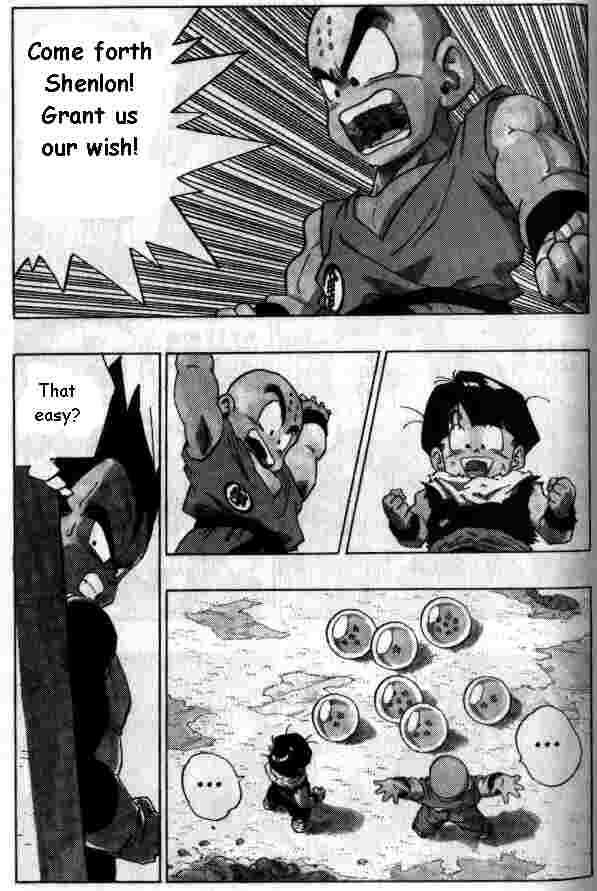 Come forth
Shenlon!
Grant us
our wish!
That
easy?
...
...